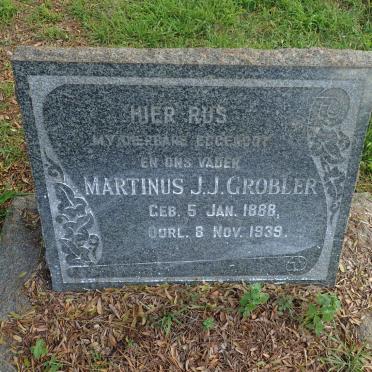 HIER RUS
MY DIERBARE EGGENOOT
EN ONS VADER
MARTINUS J.J. GROBLER
GEB. 5 JAN. 1888,
OORL. 8 NOV. 1939.